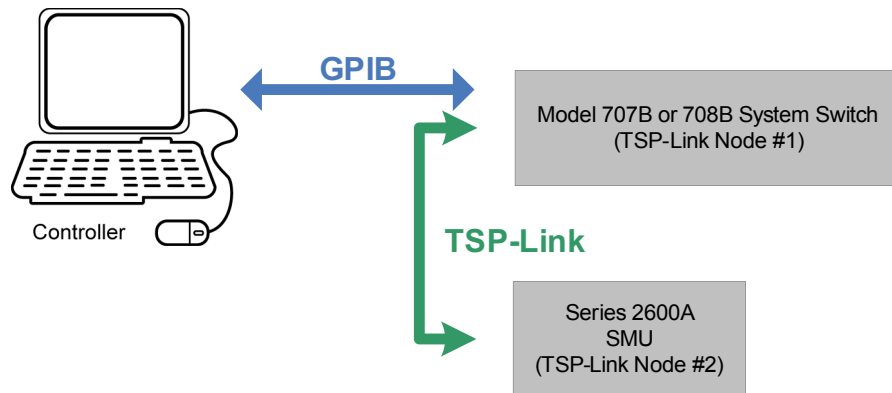 GPIB
Model 707B or 708B System Switch
(TSP-Link Node #1)
Controller
TSP-Link
Series 2600A
SMU
(TSP-Link Node #2)